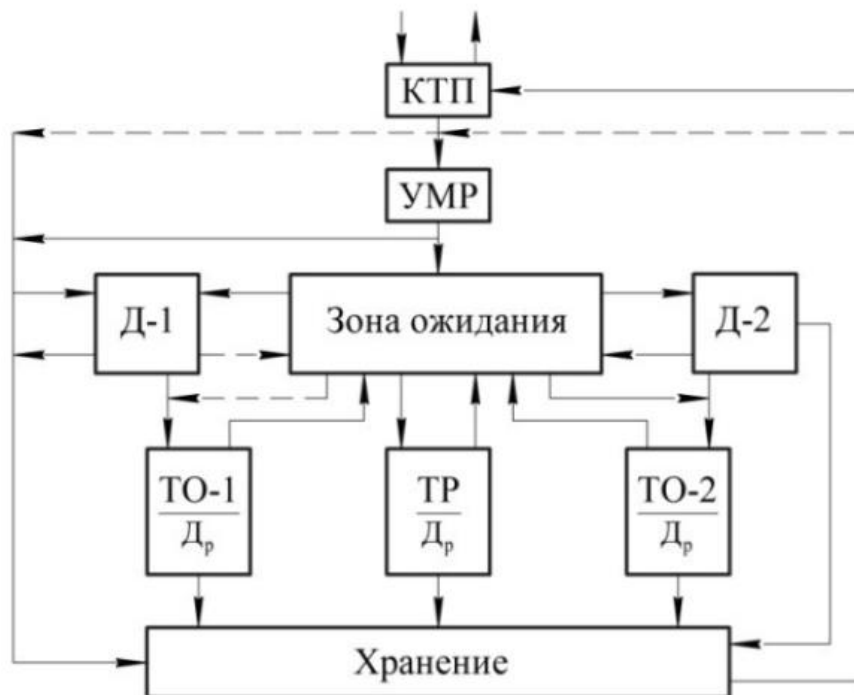 КТП
УМР
Д-1
Зона ожидания
Д-2
ТО-1
Др
ТР
Др
ТО-2
Др
Хранение